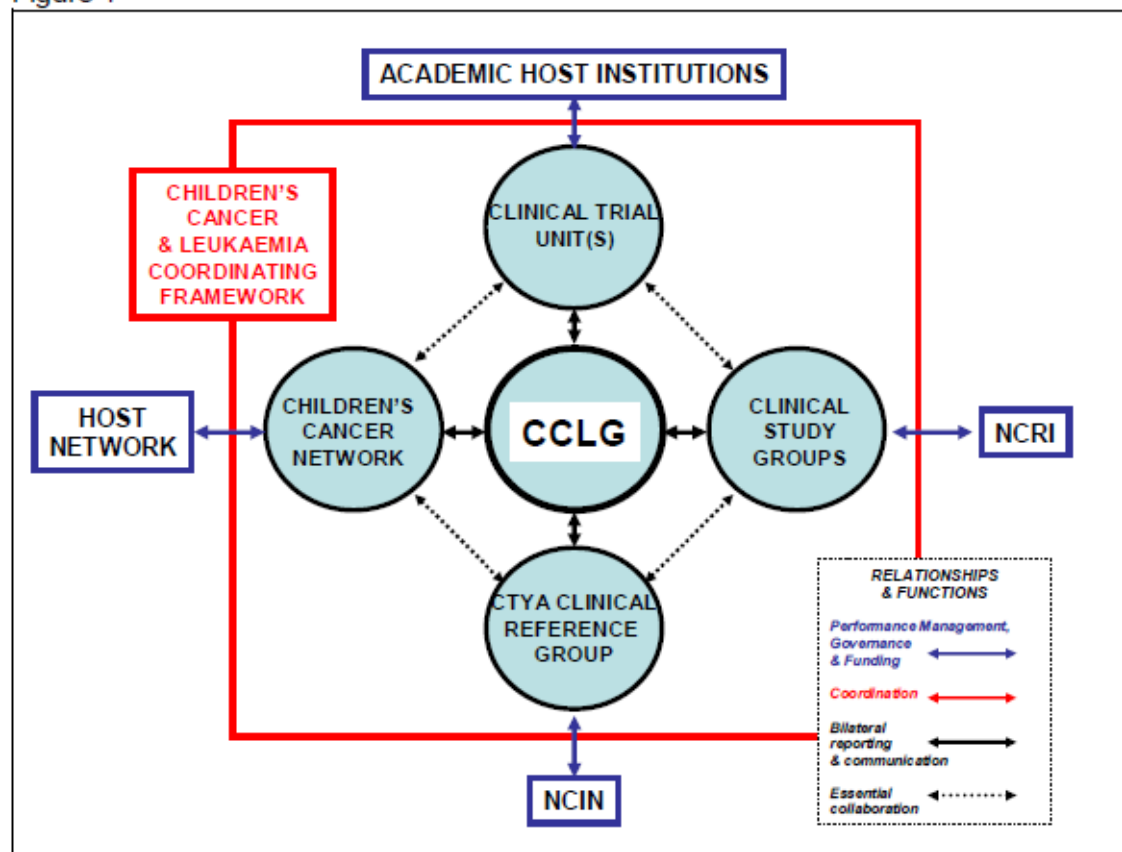 ACADEMIC HOST INSTITUTIONS
CHILDREN'S
CANCER
& LEUKAEMIA
COORDINATING
FRAMEWORK
CLINICAL TRIAL
UNIT(S)
HOST
NETWORK
CHILDREN'S
CANCER
NETWORK
CCLG
CLINICAL
STUDY
GROUPS
NCRI
CTYA CLINICAL
REFERENCE
GROUP
NCIN
RELATIONSHIPS
& FUNCTIONS
Performance Management,
Governance
& Funding
Coordination
Bilateral
reporting
& communication
Essential
collaboration